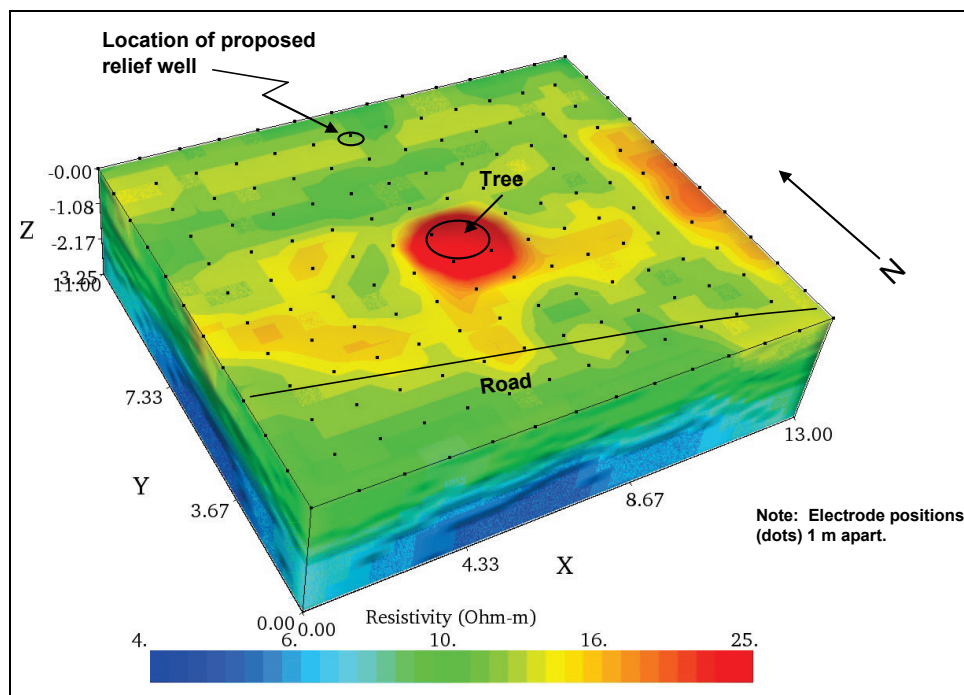 Location of proposed
relief well
Tree
-0.00
-1.08
Z
-2.17
-3.25
11.00
N
Road
7.33
Y
3.67
13.00
8.67
X
4.33
0.00 0.00
Note: Electrode positions
(dots) 1 m apart.
Resistivity (Ohm-m)
4. 6. 10. 16. 25.